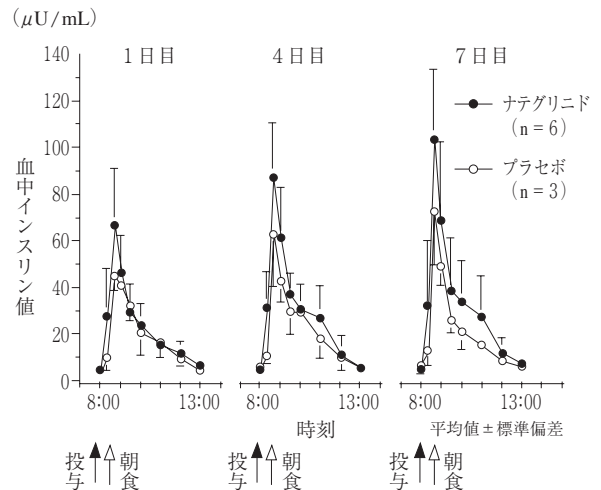 (μU/mL)
1日目
4日目
7日目
140
120
100
80
60
40
20
0
血中インスリン値
ナテグリニド
(n = 6)
プラセボ
(n = 3)
8:00
13:00
8:00
13:00
8:00
13:00
時刻
平均値±標準偏差
投与
朝食
投与
朝食
投与
朝食